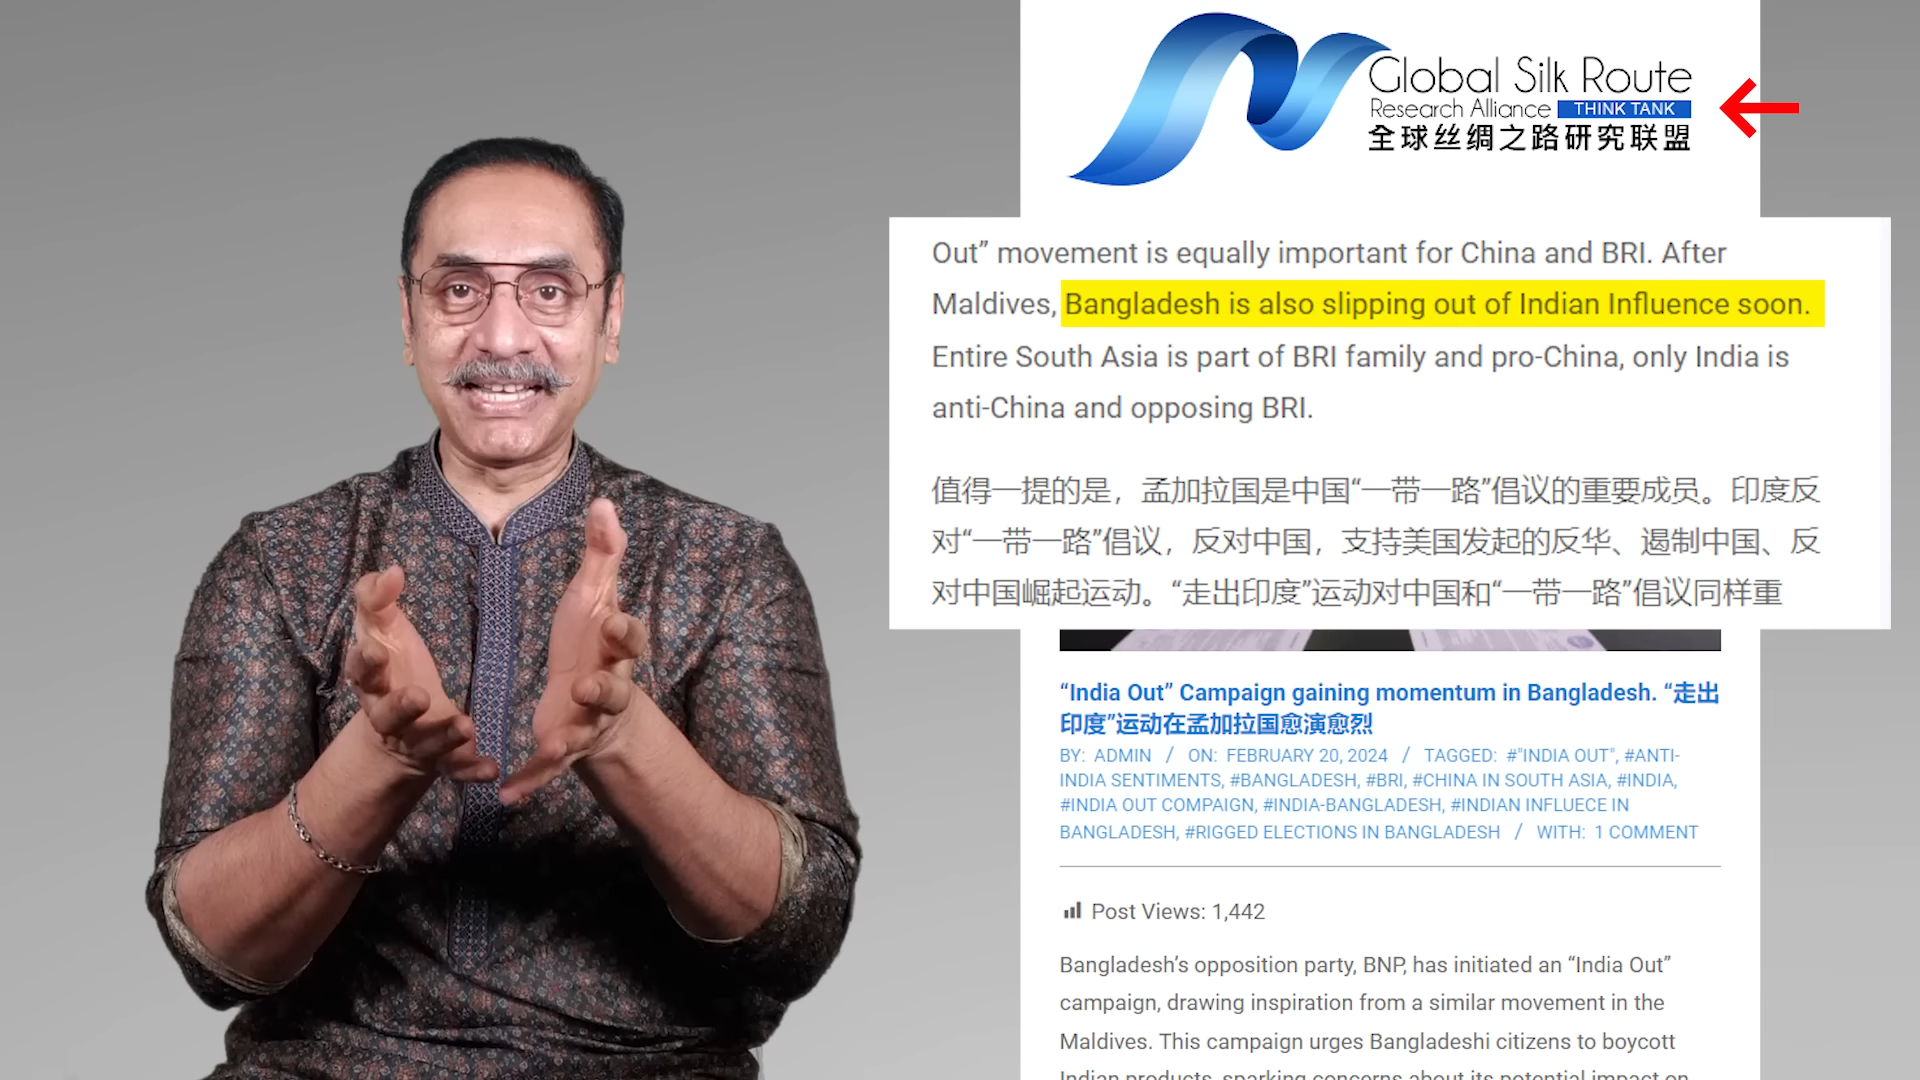 Global Silk Route
Research Alliance THINK TANK
全球丝绸之路研究联盟
Out” movement is equally important for China and BRI. After
Maldives, Bangladesh is also slipping out of Indian Influence soon.
Entire South Asia is part of BRI family and pro-China, only India is
anti-China and opposing BRI.
值得一提的是，孟加拉国是中国“一带一路”倡议的重要成员。印度反
对“一带一路”倡议，反对中国，支持美国发起的反华、遏制中国、反
对中国崛起运动。“走出印度”运动对中国和“一带一路”倡议同样重
“India Out” Campaign gaining momentum in Bangladesh. “走出
印度”运动在孟加拉国愈演愈烈
BY: ADMIN / ON: FEBRUARY 20, 2024 / TAGGED: #"INDIA OUT", #ANTI-
INDIA SENTIMENTS, #BANGLADESH, #BRI, #CHINA IN SOUTH ASIA, #INDIA,
#INDIA OUT COMPAIGN, #INDIA-BANGLADESH, #INDIAN INFLUECE IN
BANGLADESH, #RIGGED ELECTIONS IN BANGLADESH / WITH: 1 COMMENT
Post Views: 1,442
Bangladesh’s opposition party, BNP, has initiated an “India Out”
campaign, drawing inspiration from a similar movement in the
Maldives. This campaign urges Bangladeshi citizens to boycott
Indian products, sparking concerns about its potential impact on